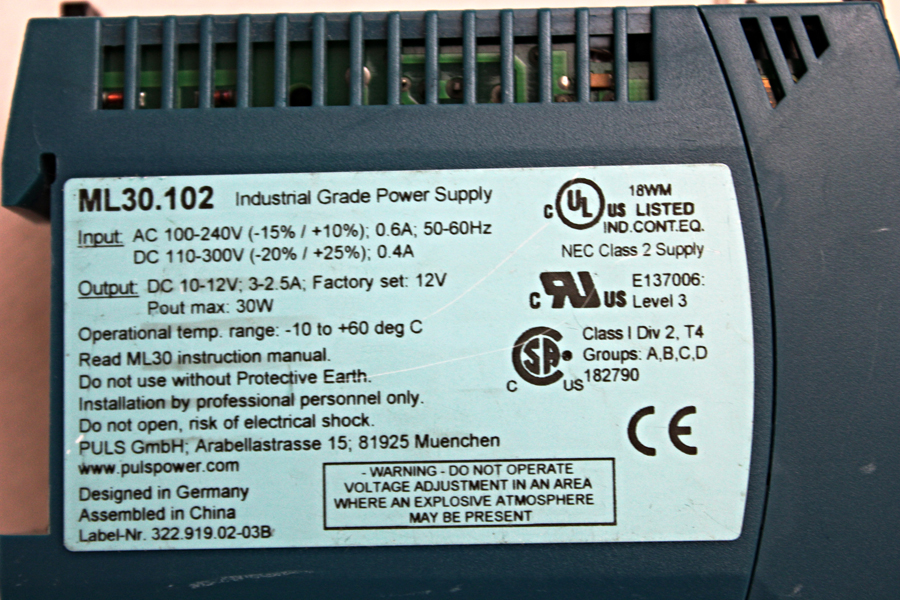 ML30.102 Industrial Grade Power Supply
Input: AC 100-240V (-15% / +10%); 0.6A; 50-60Hz
DC 110-300V (-20% / +25%); 0.4A
Output: DC 10-12V; 3-2.5A; Factory set: 12V
Pout max: 30W
Operational temp. range: -10 to +60 deg C
Read ML30 instruction manual.
Do not use without Protective Earth.
Installation by professional personnel only.
Do not open, risk of electrical shock.
PULS GmbH; Arabellastrasse 15; 81925 Muenchen
www.pulspower.com
Designed in Germany
Assembled in China
Label-Nr. 322.919.02-03B
18WM
C UL US LISTED
IND.CONT.EQ.
NEC Class 2 Supply
E137006:
C RU US Level 3
Class I Div 2, T4
SA® Groups: A,B,C,D
C US 182790
CE
- WARNING - DO NOT OPERATE
VOLTAGE ADJUSTMENT IN AN AREA
WHERE AN EXPLOSIVE ATMOSPHERE
MAY BE PRESENT